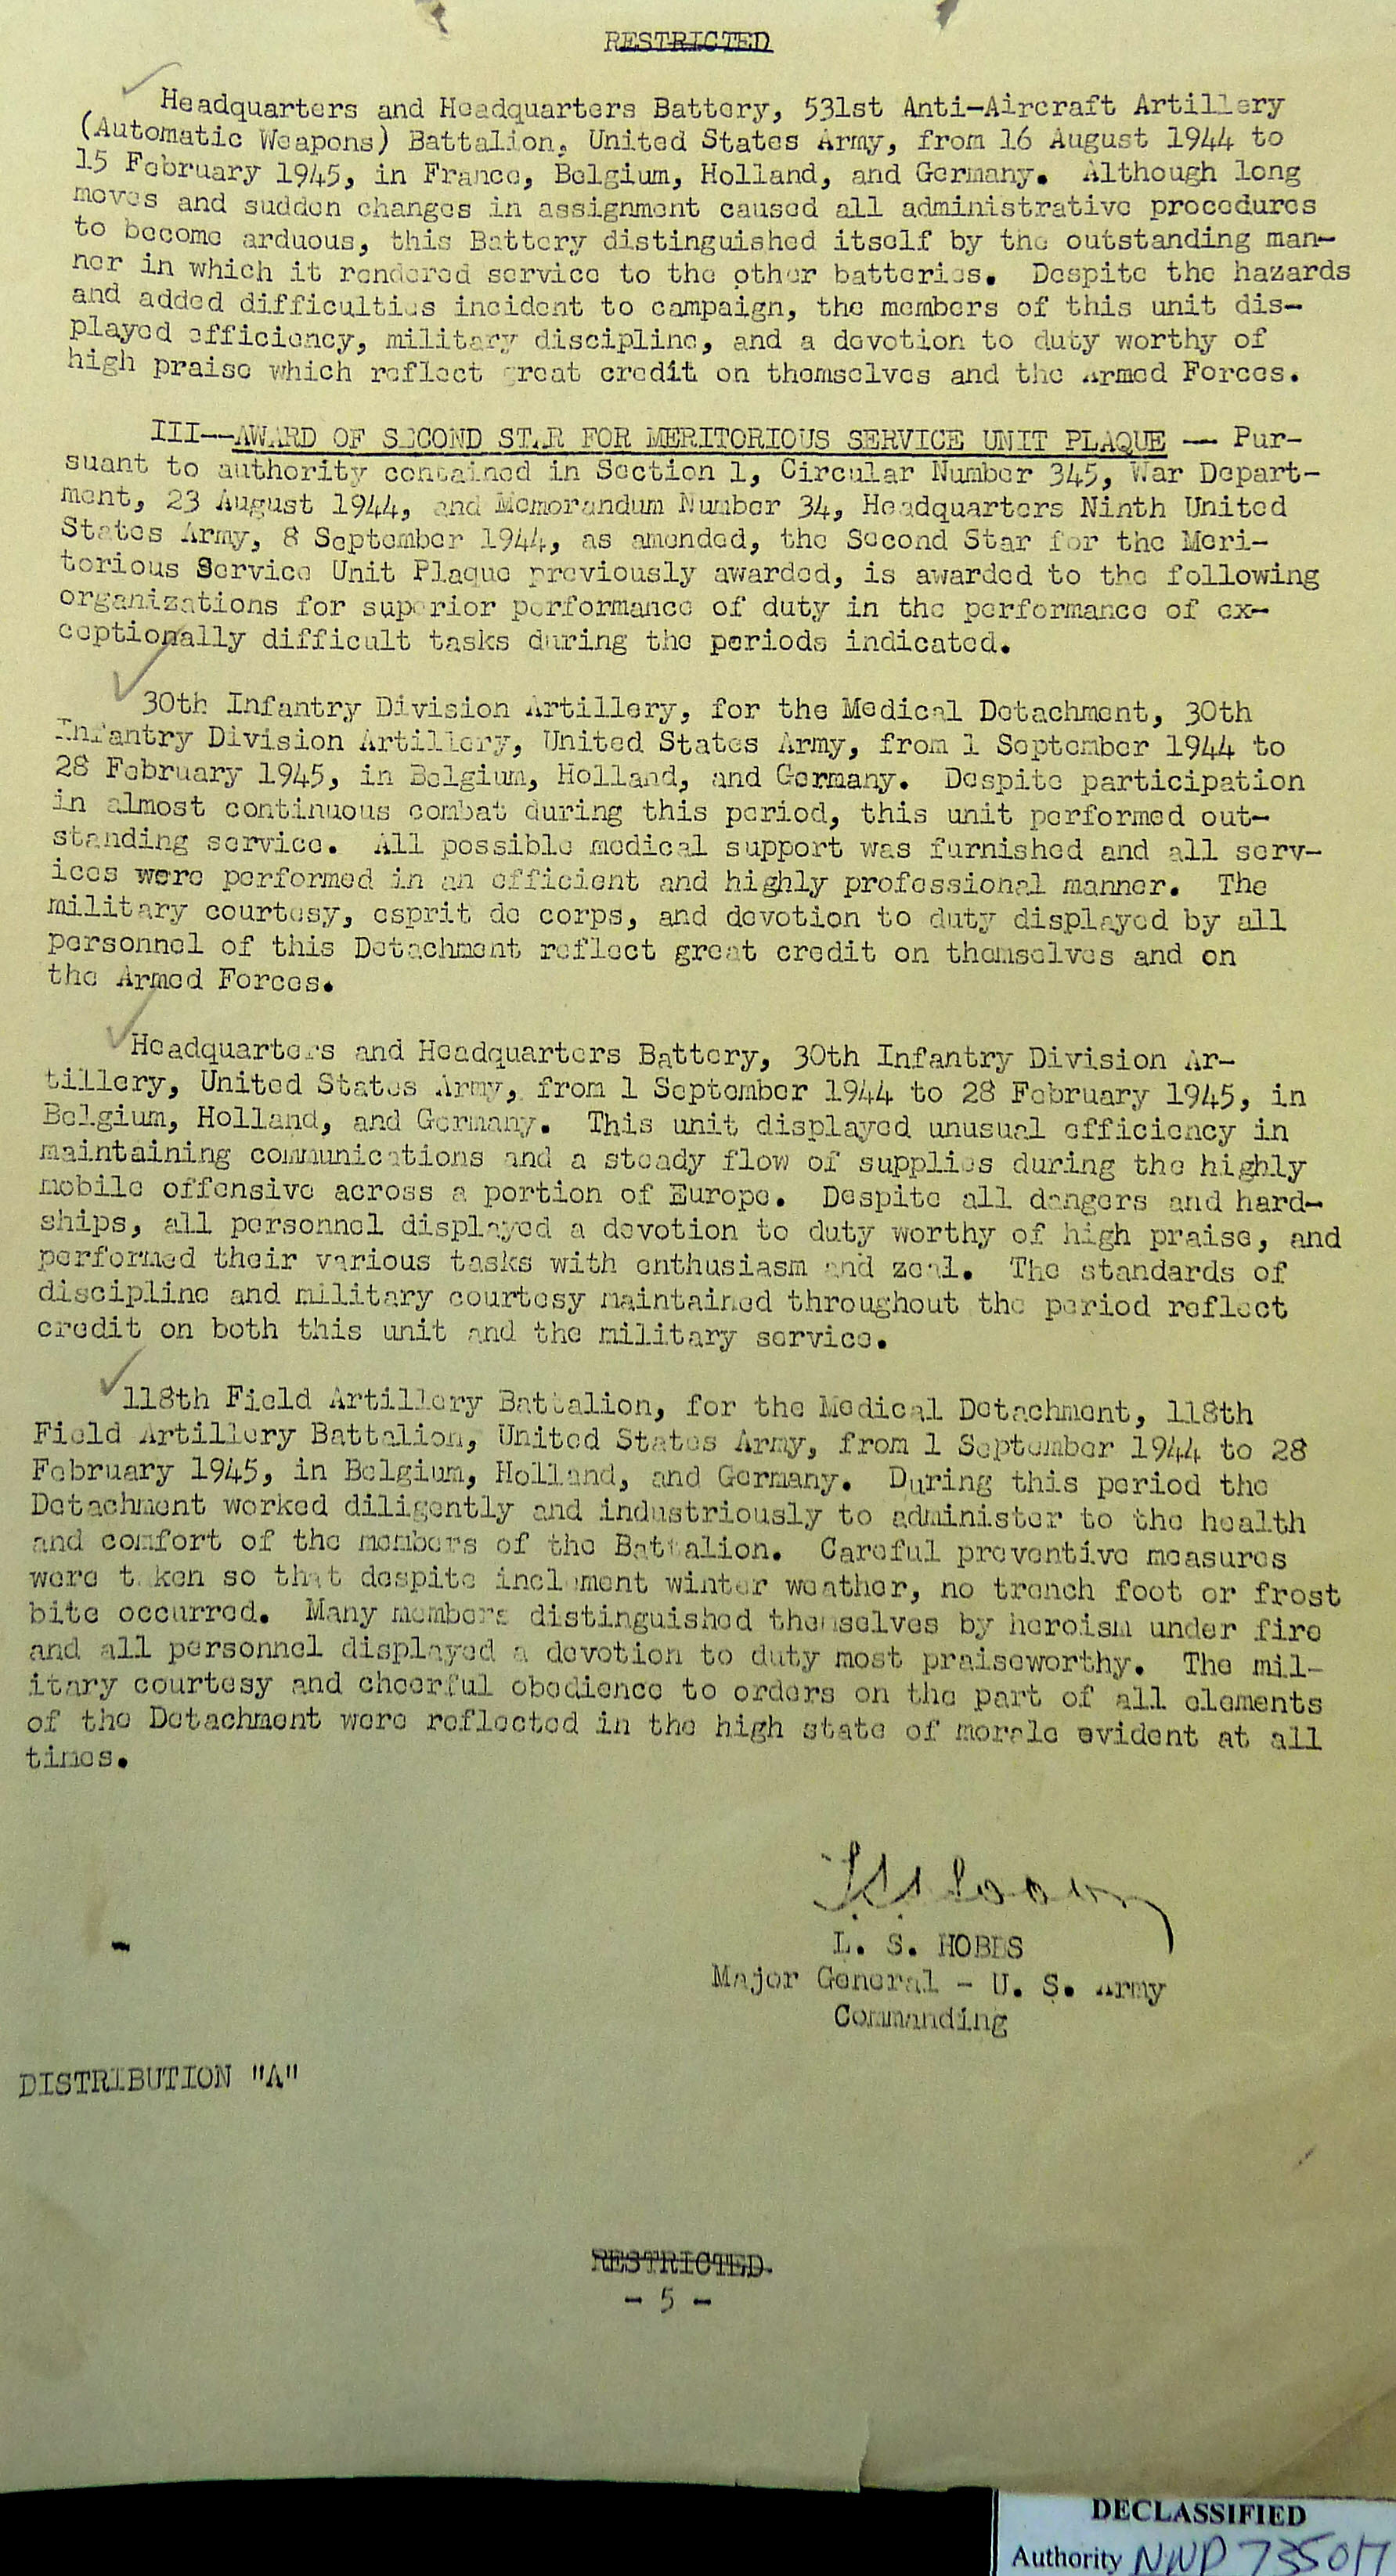 RESTRICTED
Headquarters and Headquarters Battery, 531st Anti-Aircraft Artillery
(Automatic Weapons) Battalion, United States Army, from 16 August 1944 to
15 February 1945, in France, Belgium, Holland, and Germany. Although long
moves and sudden changes in assignment caused all administrative procedures
to become arduous, this Battery distinguished itself by the outstanding man-
ner in which it rendered service to the other batteries. Despite the hazards
and added difficulties incident to campaign, the members of this unit dis-
played efficiency, military discipline, and a devotion to duty worthy of
high praise which reflect great credit on themselves and the Armed Forces.
III--AWARD OF SECOND STAR FOR MERITORIOUS SERVICE UNIT PLAQUE -- Pur-
suant to authority contained in Section 1, Circular Number 345, War Depart-
ment, 23 August 1944, and Memorandum Number 34, Headquarters Ninth United
States Army, 8 September 1944, as amended, the Second Star for the Meri-
torious Service Unit Plaque previously awarded, is awarded to the following
organizations for superior performance of duty in the performance of ex-
ceptionally difficult tasks during the periods indicated.
30th Infantry Division Artillery, for the Medical Detachment, 30th
Infantry Division Artillery, United States Army, from 1 September 1944 to
28 February 1945, in Belgium, Holland, and Germany. Despite participation
in almost continuous combat during this period, this unit performed out-
standing service. All possible medical support was furnished and all serv-
ices were performed in an efficient and highly professional manner. The
military courtesy, esprit de corps, and devotion to duty displayed by all
personnel of this Detachment reflect great credit on themselves and on
the Armed Forces.
Headquarters and Headquarters Battery, 30th Infantry Division Ar-
tillery, United States Army, from 1 September 1944 to 28 February 1945, in
Belgium, Holland, and Germany. This unit displayed unusual efficiency in
maintaining communications and a steady flow of supplies during the highly
mobile offensive across a portion of Europe. Despite all dangers and hard-
ships, all personnel displayed a devotion to duty worthy of high praise, and
performed their various tasks with enthusiasm and zeal. The standards of
discipline and military courtesy maintained throughout the period reflect
credit on both this unit and the military service.
118th Field Artillery Battalion, for the Medical Detachment, 118th
Field Artillery Battalion, United States Army, from 1 September 1944 to 28
February 1945, in Belgium, Holland, and Germany. During this period the
Detachment worked diligently and industriously to administer to the health
and comfort of the members of the Battalion. Careful preventive measures
were taken so that despite inclement winter weather, no trench foot or frost
bite occurred. Many members distinguished themselves by heroism under fire
and all personnel displayed a devotion to duty most praiseworthy. The mil-
itary courtesy and cheerful obedience to orders on the part of all elements
of the Detachment were reflected in the high state of morale evident at all
times.
L. S. HOBBS
Major General - U. S. Army
Commanding
DISTRIBUTION "A"
RESTRICTED
- 5 -
DECLASSIFIED
Authority NND 735017